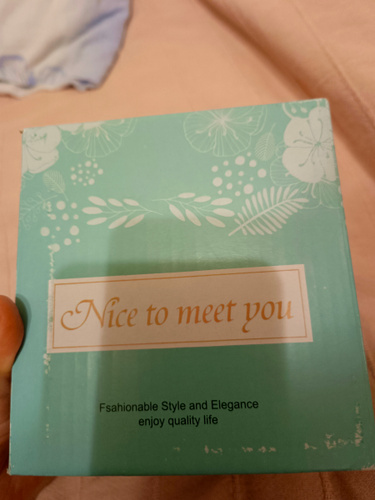 Nice to meet you
Fsahionable Style and Elegance
enjoy quality life